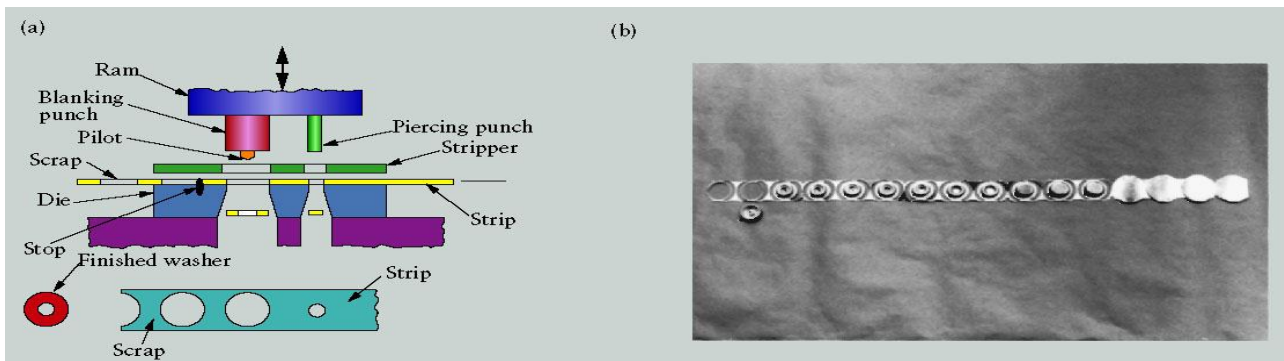 (a)
(b)
Ram
Blanking
punch
Pilot
Piercing punch
Stripper
Scrap
Die
Strip
Stop
Finished washer
Strip
Scrap